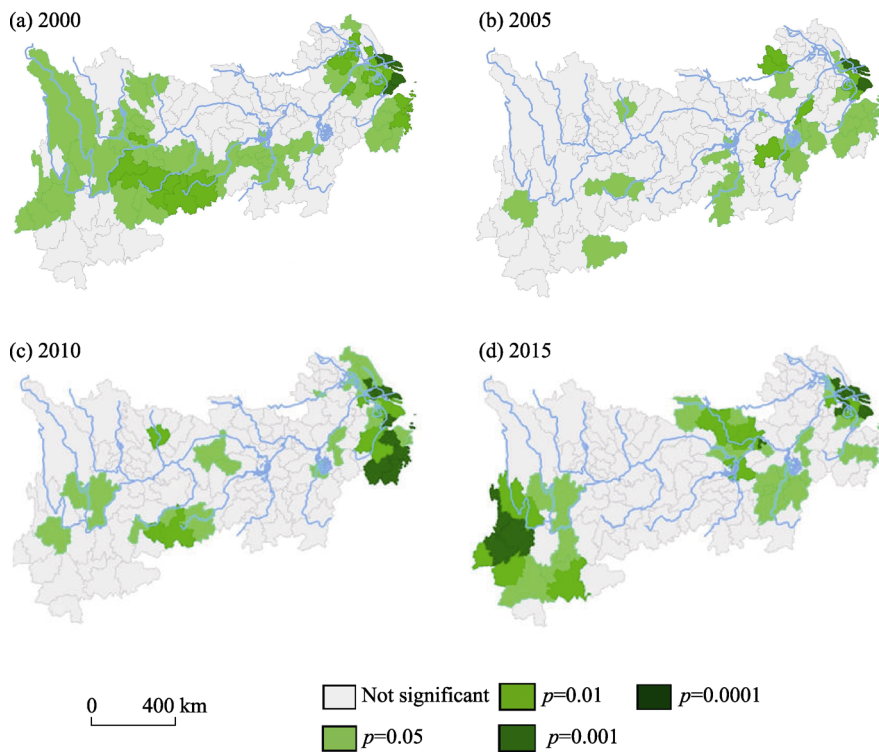 (a) 2000
(b) 2005
(c) 2010
(d) 2015
0 400 km
Not significant
p=0.01
p=0.0001
p=0.05
p=0.001